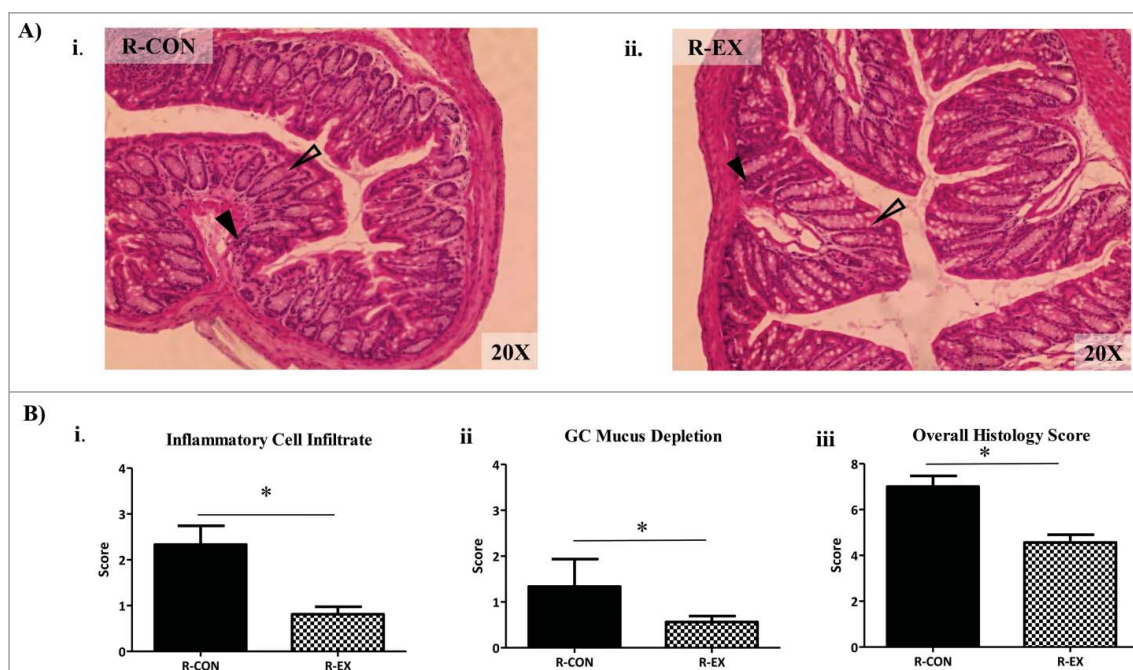 A)
i.
R-CON
20X
ii.
R-EX
20X
B)
i.
Inflammatory Cell Infiltrate
4
3
2
1
0
Score
*
R-CON
R-EX
ii
GC Mucus Depletion
4
3
2
1
0
Score
*
R-CON
R-EX
iii
Overall Histology Score
8
6
4
2
0
Score
*
R-CON
R-EX